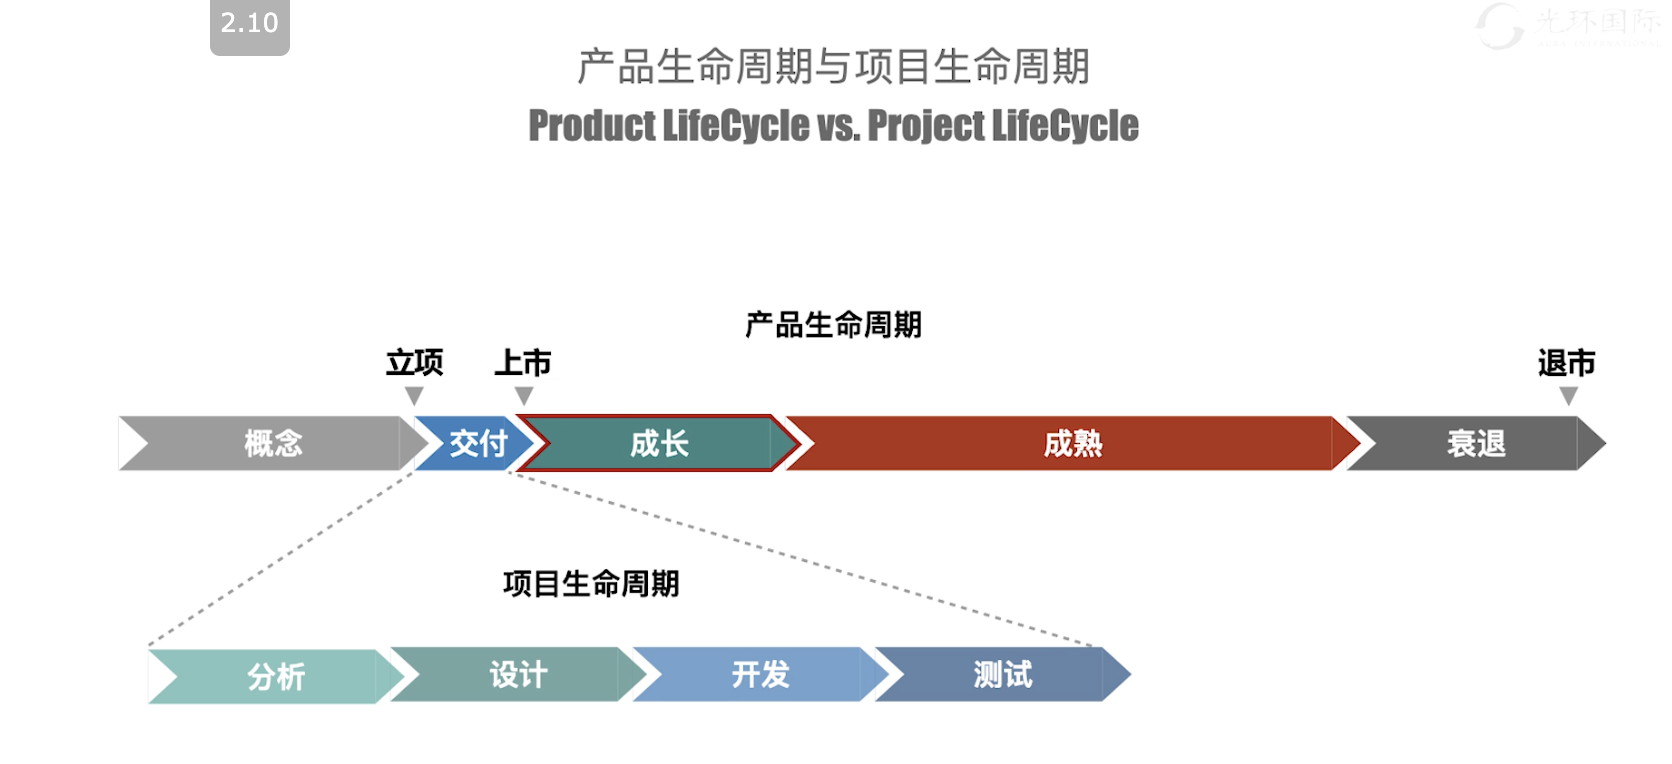 2.10
光环国际
产品生命周期与项目生命周期
Product LifeCycle vs. Project LifeCycle
产品生命周期
立项 上市 退市
概念 交付 成长 成熟 衰退
项目生命周期
分析 设计 开发 测试